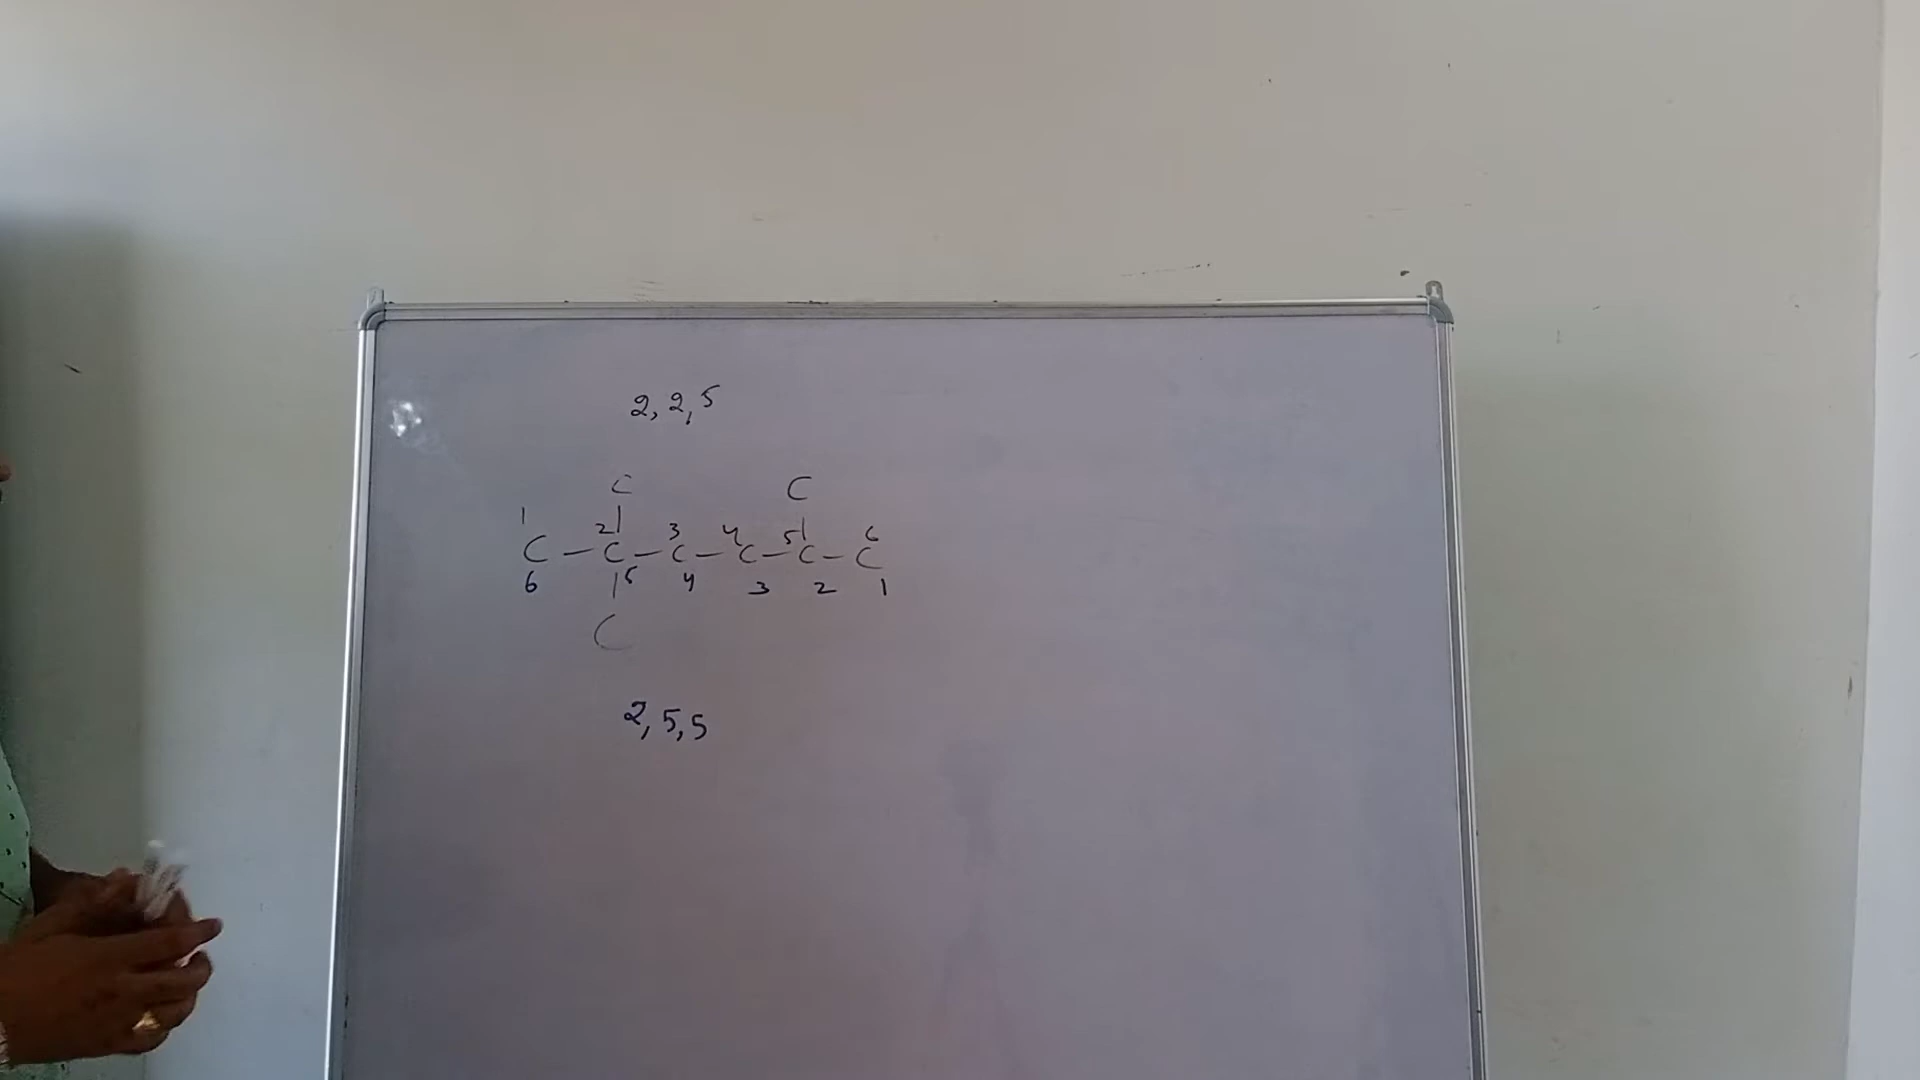 2, 2, 5
C C
1 2 3 4 5 6
C — C — C — C — C — C
6 5 4 3 2 1
C
2, 5, 5